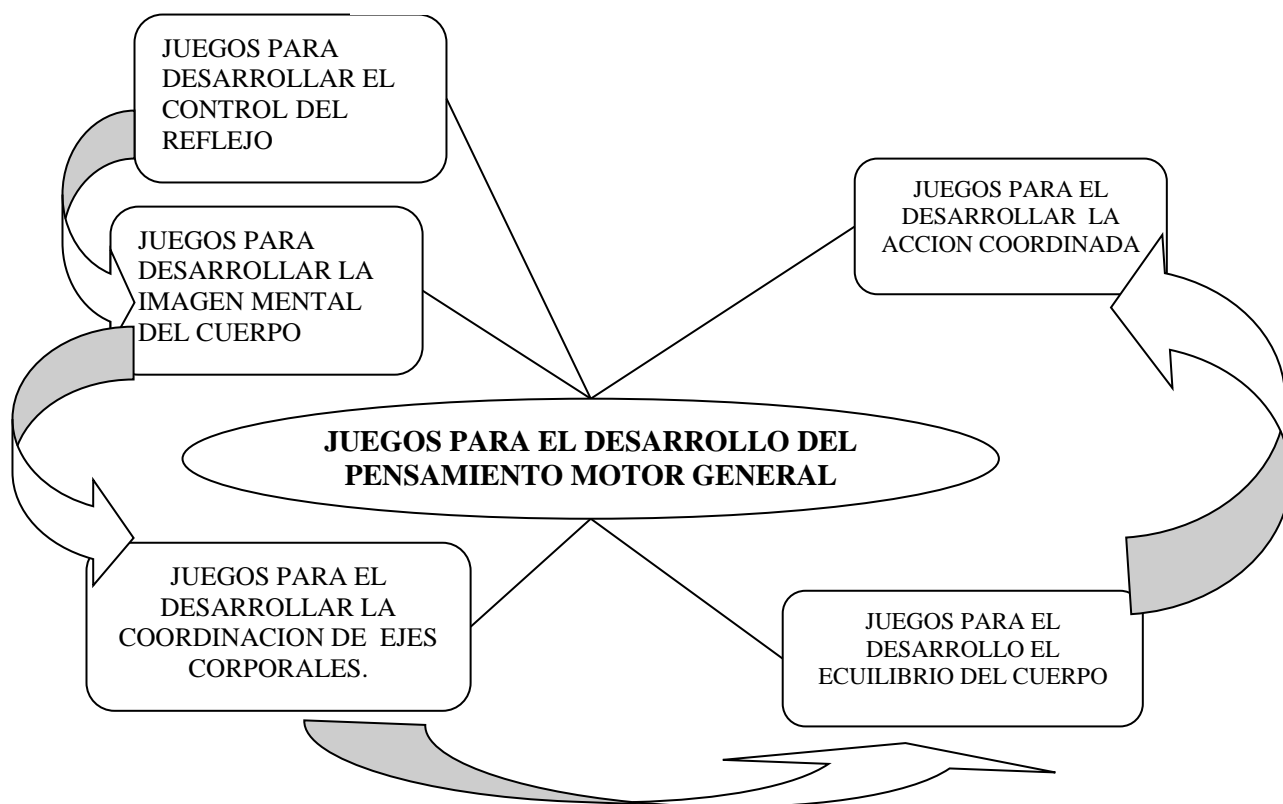 JUEGOS PARA
DESARROLLAR EL
CONTROL DEL
REFLEJO
JUEGOS PARA
DESARROLLAR LA
IMAGEN MENTAL
DEL CUERPO
JUEGOS PARA EL
DESARROLLAR LA
COORDINACION DE EJES
CORPORALES.
JUEGOS PARA EL DESARROLLO DEL
PENSAMIENTO MOTOR GENERAL
JUEGOS PARA EL
DESARROLLO EL
ECUILIBRIO DEL CUERPO
JUEGOS PARA EL
DESARROLLAR LA
ACCION COORDINADA